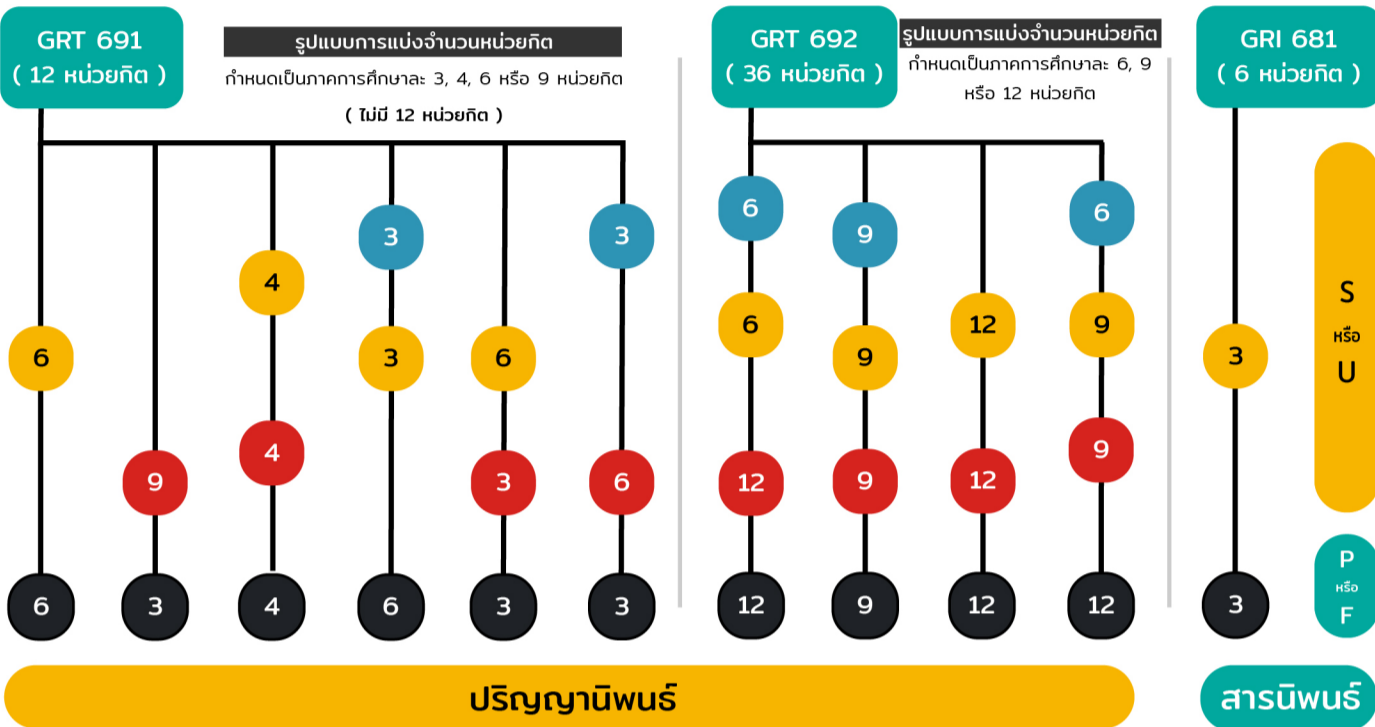 GRT 691
( 12 หน่วยกิต )
รูปแบบการแบ่งจำนวนหน่วยกิต
กำหนดเป็นภาคการศึกษาละ 3, 4, 6 หรือ 9 หน่วยกิต
( ไม่มี 12 หน่วยกิต )
GRT 692
( 36 หน่วยกิต )
รูปแบบการแบ่งจำนวนหน่วยกิต
กำหนดเป็นภาคการศึกษาละ 6, 9
หรือ 12 หน่วยกิต
GRI 681
( 6 หน่วยกิต )
3 3 6 9 6
4
6 3 6 6 9 12 9 3
4 9
9 3 6 12 9 12
6 3 4 6 3 3 12 9 12 12 3
S
หรือ
U
P
หรือ
F
ปริญญานิพนธ์
สารนิพนธ์